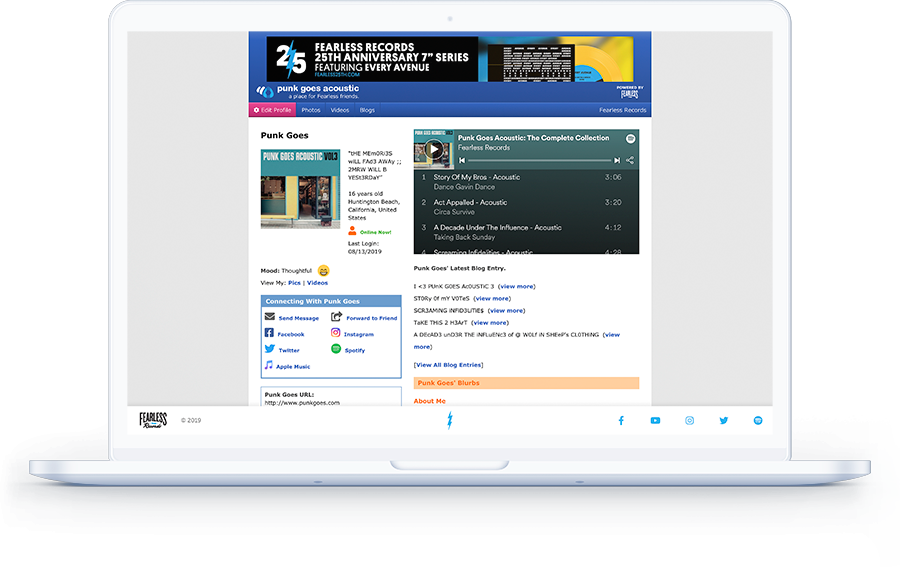 25
FEARLESS RECORDS
25TH ANNIVERSARY 7" SERIES
FEATURING EVERY AVENUE
FEARLESS25TH.COM
punk goes acoustic
a place for Fearless friends.
POWERED BY
FEARLESS
Edit Profile Photos Videos Blogs Fearless Records
Punk Goes
PUNK GOES ACOUSTIC VOL3
"tHE MEm0Ri3S
wiLL FAd3 AWAy ;;
2MRW WILL B
YESt3RDaY"
16 years old
Huntington Beach,
California, United
States
Online Now!
Last Login:
08/13/2019
Mood: Thoughtful
View My: Pics | Videos
Connecting With Punk Goes
Send Message Forward to Friend
Facebook Instagram
Twitter Spotify
Apple Music
Punk Goes URL:
http://www.punkgoes.com
Punk Goes Acoustic: The Complete Collection
Fearless Records
1 Story Of My Bros - Acoustic 3:06
Dance Gavin Dance
2 Act Appalled - Acoustic 3:20
Circa Survive
3 A Decade Under The Influence - Acoustic 4:12
Taking Back Sunday
4 Screaming Infidelities - Acoustic 4:28
Punk Goes' Latest Blog Entry.
I <3 PUnK GOES AcOUSTIC 3 (view more)
ST0Ry 0f mY V0TeS (view more)
SCR3AMING INFID3LITIE$ (view more)
TaKE THiS 2 H3ArT (view more)
A DEcAD3 unD3R THE iNFLuENc3 of @ W0Lf iN SHEeP's CL0THING (view
more)
[View All Blog Entries]
Punk Goes' Blurbs
About Me
FEARLESS
Records
© 2019